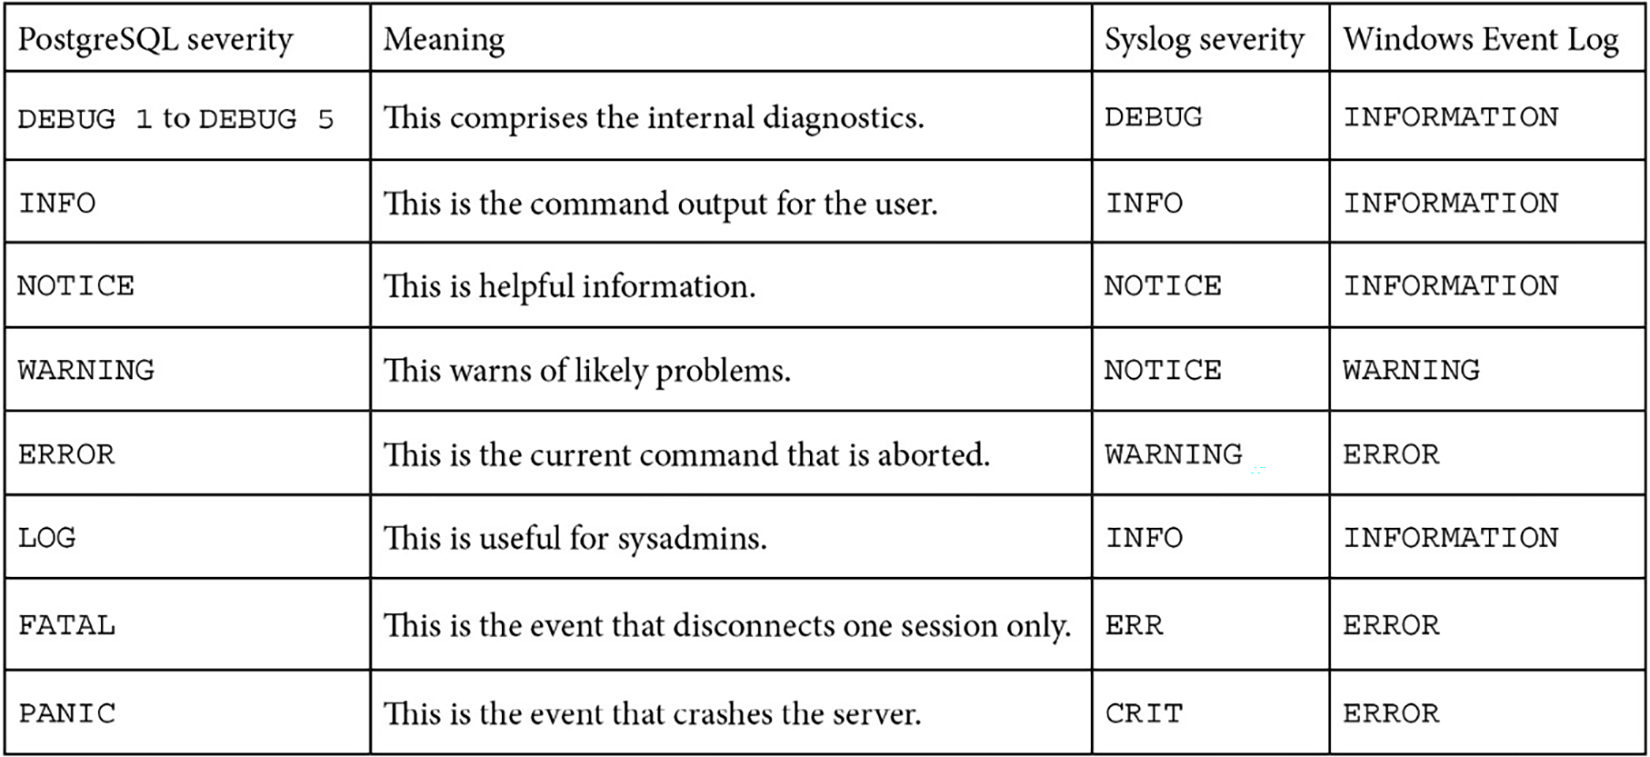 PostgreSQL severity Meaning Syslog severity Windows Event Log
DEBUG 1 to DEBUG 5 This comprises the internal diagnostics. DEBUG INFORMATION
INFO This is the command output for the user. INFO INFORMATION
NOTICE This is helpful information. NOTICE INFORMATION
WARNING This warns of likely problems. NOTICE WARNING
ERROR This is the current command that is aborted. WARNING ERROR
LOG This is useful for sysadmins. INFO INFORMATION
FATAL This is the event that disconnects one session only. ERR ERROR
PANIC This is the event that crashes the server. CRIT ERROR